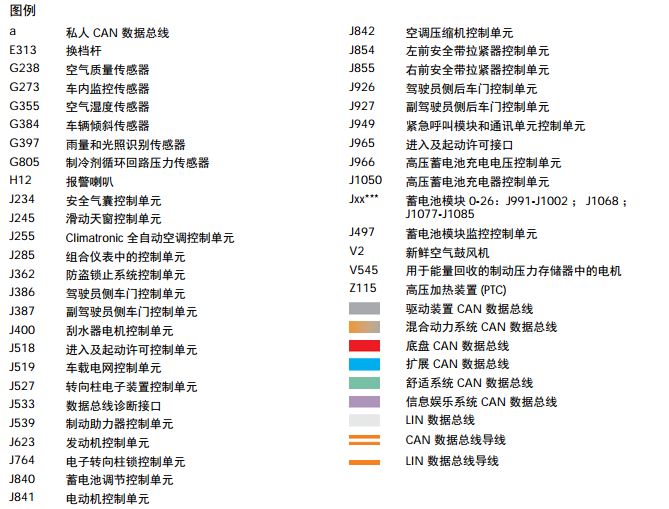 图例
a 私人 CAN 数据总线
E313 换档杆
G238 空气质量传感器
G273 车内监控传感器
G355 空气湿度传感器
G384 车辆倾斜传感器
G397 雨量和光照识别传感器
G805 制冷剂循环回路压力传感器
H12 报警喇叭
J234 安全气囊控制单元
J245 滑动天窗控制单元
J255 Climatronic 全自动空调控制单元
J285 组合仪表中的控制单元
J362 防盗锁止系统控制单元
J386 驾驶员侧车门控制单元
J387 副驾驶员侧车门控制单元
J400 刮水器电机控制单元
J518 进入及起动许可控制单元
J519 车载电网控制单元
J527 转向柱电子装置控制单元
J533 数据总线诊断接口
J539 制动助力器控制单元
J623 发动机控制单元
J764 电子转向柱锁控制单元
J840 蓄电池调节控制单元
J841 电动机控制单元
J842 空调压缩机控制单元
J854 左前安全带拉紧器控制单元
J855 右前安全带拉紧器控制单元
J926 驾驶员侧后车门控制单元
J927 副驾驶员侧后车门控制单元
J949 紧急呼叫模块和通讯单元控制单元
J965 进入及起动许可接口
J966 高压蓄电池充电电压控制单元
J1050 高压蓄电池充电器控制单元
Jxx*** 蓄电池模块 0-26：J991-J1002； J1068；
J1077-J1085
J497 蓄电池模块监控控制单元
V2 新鲜空气鼓风机
V545 用于能量回收的制动压力存储器中的电机
Z115 高压加热装置 (PTC)
驱动装置 CAN 数据总线
混合动力系统 CAN 数据总线
底盘 CAN 数据总线
扩展 CAN 数据总线
舒适系统 CAN 数据总线
信息娱乐系统 CAN 数据总线
LIN 数据总线
CAN 数据总线导线
LIN 数据总线导线